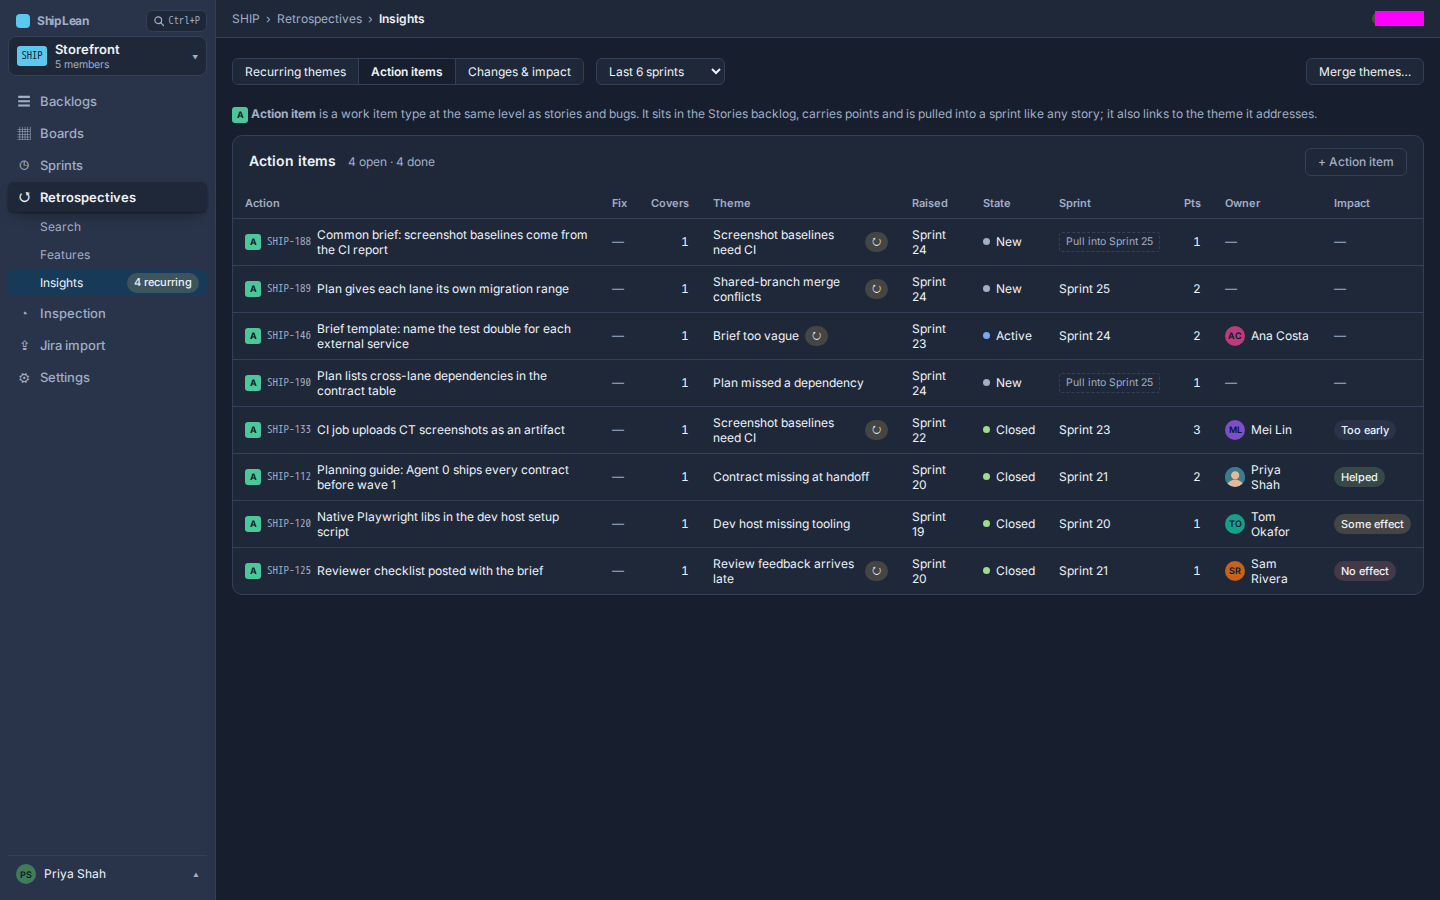 ShipLean
Ctrl+P
SHIP
Storefront
5 members
Backlogs
Boards
Sprints
Retrospectives
Search
Features
Insights
4 recurring
Inspection
Jira import
Settings
PS
Priya Shah
SHIP › Retrospectives › Insights
Recurring themes
Action items
Changes & impact
Last 6 sprints
Merge themes...
A Action item is a work item type at the same level as stories and bugs. It sits in the Stories backlog, carries points and is pulled into a sprint like any story; it also links to the theme it addresses.
Action items 4 open · 4 done
+ Action item
Action Fix Covers Theme Raised State Sprint Pts Owner Impact
A SHIP-188 Common brief: screenshot baselines come from the CI report — 1 Screenshot baselines need CI Sprint 24 New Pull into Sprint 25 1 — —
A SHIP-189 Plan gives each lane its own migration range — 1 Shared-branch merge conflicts Sprint 24 New Sprint 25 2 — —
A SHIP-146 Brief template: name the test double for each external service — 1 Brief too vague Sprint 23 Active Sprint 24 2 AC Ana Costa —
A SHIP-190 Plan lists cross-lane dependencies in the contract table — 1 Plan missed a dependency Sprint 24 New Pull into Sprint 25 1 — —
A SHIP-133 CI job uploads CT screenshots as an artifact — 1 Screenshot baselines need CI Sprint 22 Closed Sprint 23 3 ML Mei Lin Too early
A SHIP-112 Planning guide: Agent 0 ships every contract before wave 1 — 1 Contract missing at handoff Sprint 20 Closed Sprint 21 2 Priya Shah Helped
A SHIP-120 Native Playwright libs in the dev host setup script — 1 Dev host missing tooling Sprint 19 Closed Sprint 20 1 TO Tom Okafor Some effect
A SHIP-125 Reviewer checklist posted with the brief — 1 Review feedback arrives late Sprint 20 Closed Sprint 21 1 SR Sam Rivera No effect